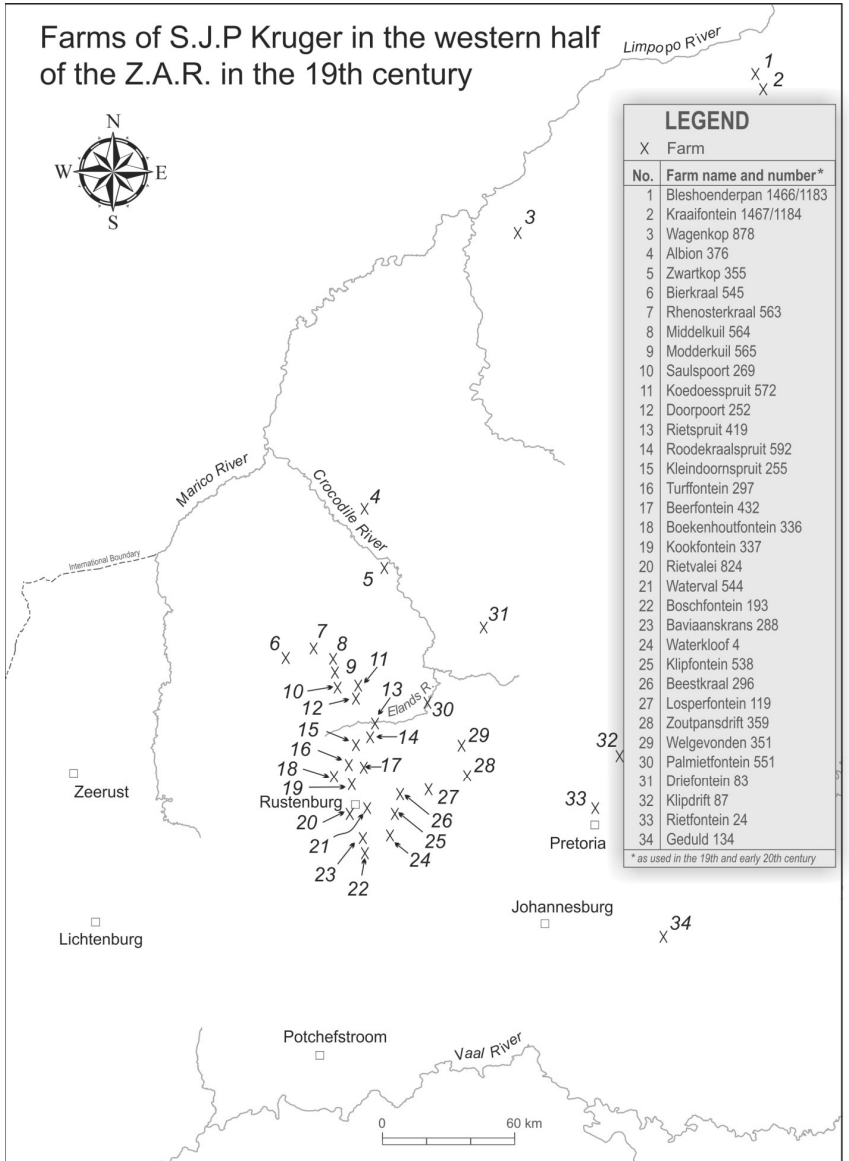 Farms of S.J.P Kruger in the western half
of the Z.A.R. in the 19th century
Limpopo River
N
W
E
S
1
2
3
LEGEND
X Farm
No. Farm name and number*
1 Bleshoenderpan 1466/1183
2 Kraaifontein 1467/1184
3 Wagenkop 878
4 Albion 376
5 Zwartkop 355
6 Bierkraal 545
7 Rhenosterkraal 563
8 Middelkuil 564
9 Modderkuil 565
10 Saulspoort 269
11 Koedoesspruit 572
12 Doorpoort 252
13 Rietspruit 419
14 Roodekraalspruit 592
15 Kleindoornspruit 255
16 Turffontein 297
17 Beerfontein 432
18 Boekenhoutfontein 336
19 Kookfontein 337
20 Rietvalei 824
21 Waterval 544
22 Boschfontein 193
23 Baviaanskrans 288
24 Waterkloof 4
25 Klipfontein 538
26 Beestkraal 296
27 Losperfontein 119
28 Zoutpansdrift 359
29 Welgevonden 351
30 Palmietfontein 551
31 Driefontein 83
32 Klipdrift 87
33 Rietfontein 24
34 Geduld 134
* as used in the 19th and early 20th century
Marico River
Crocodile River
4
International Boundary
5
31
7
6
8
9
11
10
12
13
Elands R.
30
15
14
29
32
16
17
18
28
19
27
Zeerust
Rustenburg
33
20
26
21
25
Pretoria
24
23
22
Johannesburg
34
Lichtenburg
Potchefstroom
Vaal River
0
60 km